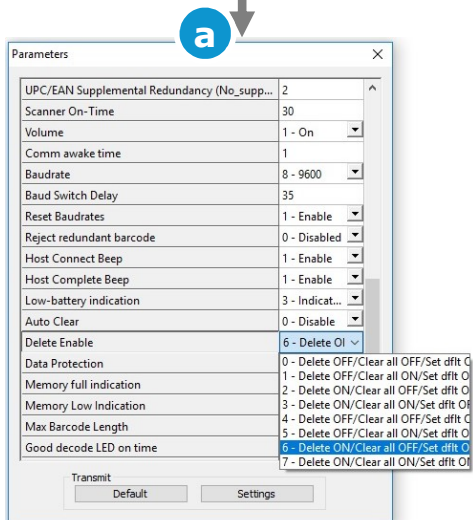 a
Parameters
UPC/EAN Supplemental Redundancy (No_supp... 2
Scanner On-Time 30
Volume 1 - On
Comm awake time 1
Baudrate 8 - 9600
Baud Switch Delay 35
Reset Baudrates 1 - Enable
Reject redundant barcode 0 - Disabled
Host Connect Beep 1 - Enable
Host Complete Beep 1 - Enable
Low-battery indication 3 - Indicat...
Auto Clear 0 - Disable
Delete Enable 6 - Delete Ol
Data Protection
Memory full indication
Memory Low Indication
Max Barcode Length
Good decode LED on time
0 - Delete OFF/Clear all OFF/Set dflt O
1 - Delete OFF/Clear all ON/Set dflt O
2 - Delete ON/Clear all OFF/Set dflt O
3 - Delete ON/Clear all ON/Set dflt OF
4 - Delete OFF/Clear all OFF/Set dflt O
5 - Delete OFF/Clear all ON/Set dflt O
6 - Delete ON/Clear all OFF/Set dflt O
7 - Delete ON/Clear all ON/Set dflt ON
Transmit
Default Settings